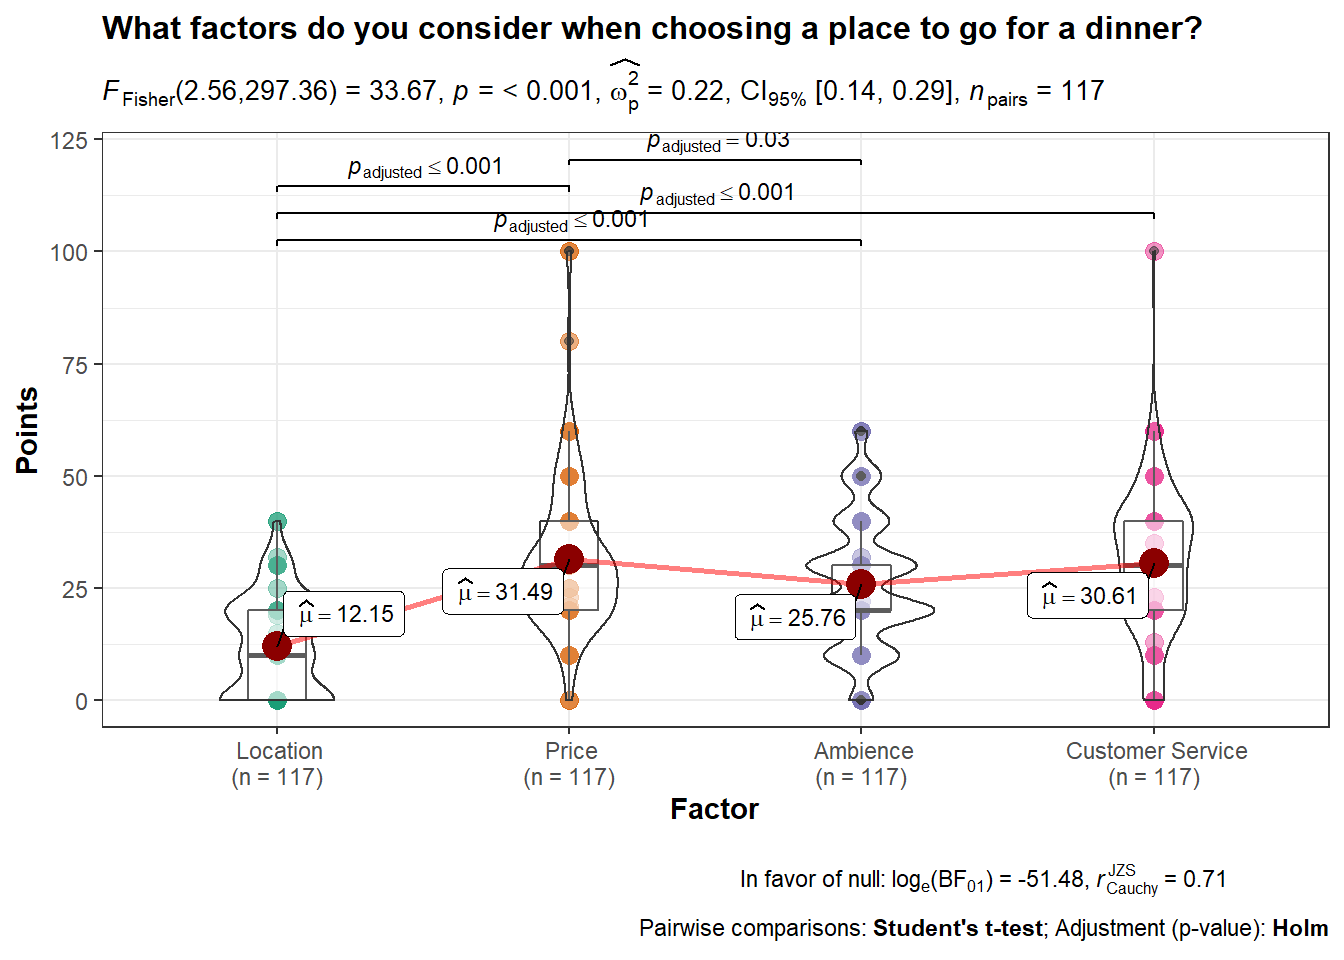 What factors do you consider when choosing a place to go for a dinner?
F Fisher(2.56,297.36) = 33.67, p = < 0.001, ω̂²p = 0.22, CI95% [0.14, 0.29], npairs = 117
125
padjusted = 0.03
padjusted ≤ 0.001
padjusted ≤ 0.001
padjusted ≤ 0.001
100
75
50
25
0
Points
μ̂ = 12.15
μ̂ = 31.49
μ̂ = 25.76
μ̂ = 30.61
Location
(n = 117)
Price
(n = 117)
Ambience
(n = 117)
Customer Service
(n = 117)
Factor
In favor of null: loge(BF01) = -51.48, r JZS Cauchy = 0.71
Pairwise comparisons: Student's t-test; Adjustment (p-value): Holm